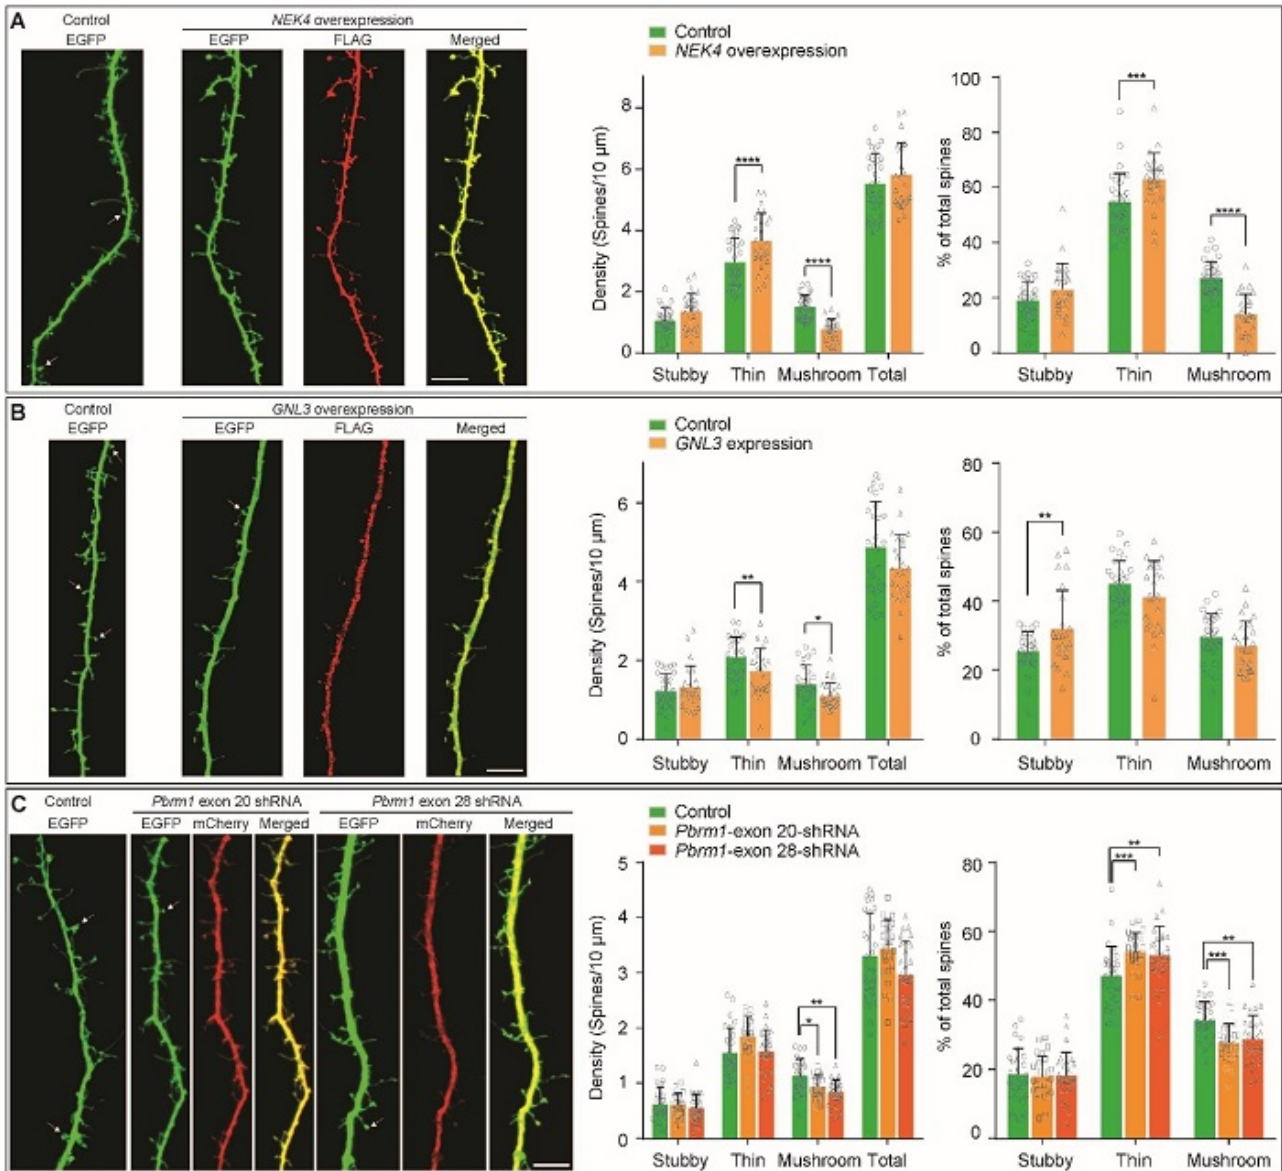 A
Control
NEK4 overexpression
EGFP EGFP FLAG Merged
Control
NEK4 overexpression
Density (Spines/10 µm)
8
6
4
2
0
****
****
Stubby Thin Mushroom Total
% of total spines
100
80
60
40
20
0
***
****
Stubby Thin Mushroom
B
Control
GNL3 overexpression
EGFP EGFP FLAG Merged
Control
GNL3 expression
Density (Spines/10 µm)
6
4
2
0
**
*
Stubby Thin Mushroom Total
% of total spines
80
60
40
20
0
**
Stubby Thin Mushroom
C
Control
Pbrm1 exon 20 shRNA
Pbrm1 exon 28 shRNA
EGFP EGFP mCherry Merged EGFP mCherry Merged
Control
Pbrm1-exon 20-shRNA
Pbrm1-exon 28-shRNA
Density (Spines/10 µm)
5
4
3
2
1
0
**
*
Stubby Thin Mushroom Total
% of total spines
80
60
40
20
0
**
***
**
***
Stubby Thin Mushroom